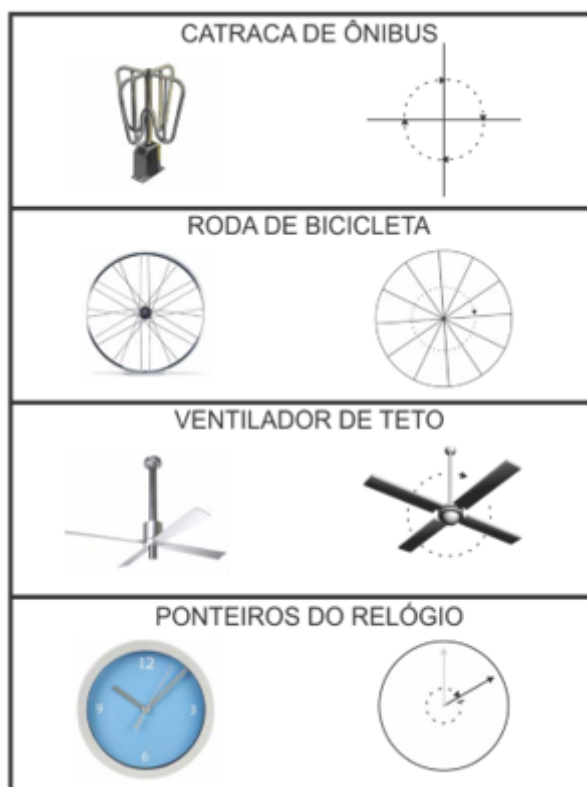 CATRACA DE ÔNIBUS
RODA DE BICICLETA
VENTILADOR DE TETO
PONTEIROS DO RELÓGIO
12
9
3
6